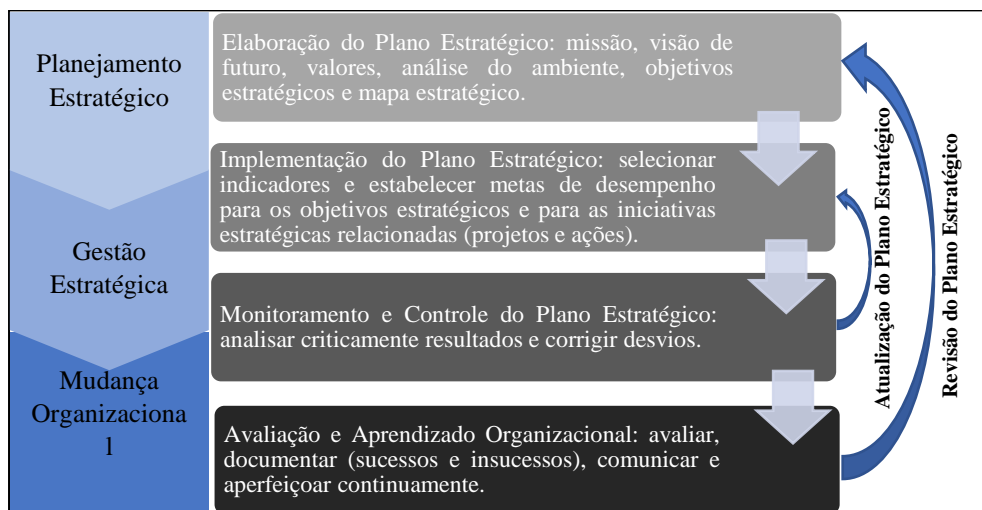 Planejamento
Estratégico
Elaboração do Plano Estratégico: missão, visão de
futuro, valores, análise do ambiente, objetivos
estratégicos e mapa estratégico.
Implementação do Plano Estratégico: selecionar
indicadores e estabelecer metas de desempenho
para os objetivos estratégicos e para as iniciativas
estratégicas relacionadas (projetos e ações).
Gestão
Estratégica
Monitoramento e Controle do Plano Estratégico:
analisar criticamente resultados e corrigir desvios.
Mudança
Organizaciona
l
Avaliação e Aprendizado Organizacional: avaliar,
documentar (sucessos e insucessos), comunicar e
aperfeiçoar continuamente.
Atualização do Plano Estratégico
Revisão do Plano Estratégico